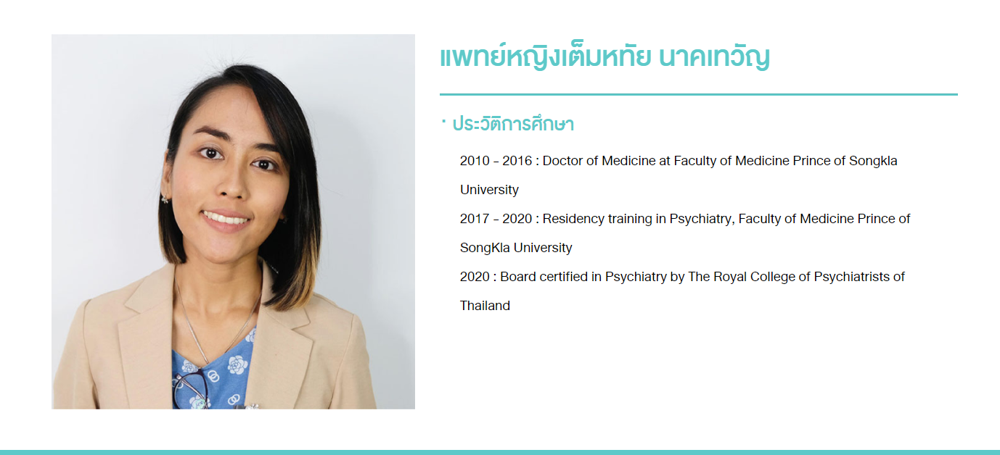 แพทย์หญิงเต็มหทัย นาคเทวัญ
· ประวัติการศึกษา
2010 - 2016 : Doctor of Medicine at Faculty of Medicine Prince of Songkla
University
2017 - 2020 : Residency training in Psychiatry, Faculty of Medicine Prince of
SongKla University
2020 : Board certified in Psychiatry by The Royal College of Psychiatrists of
Thailand